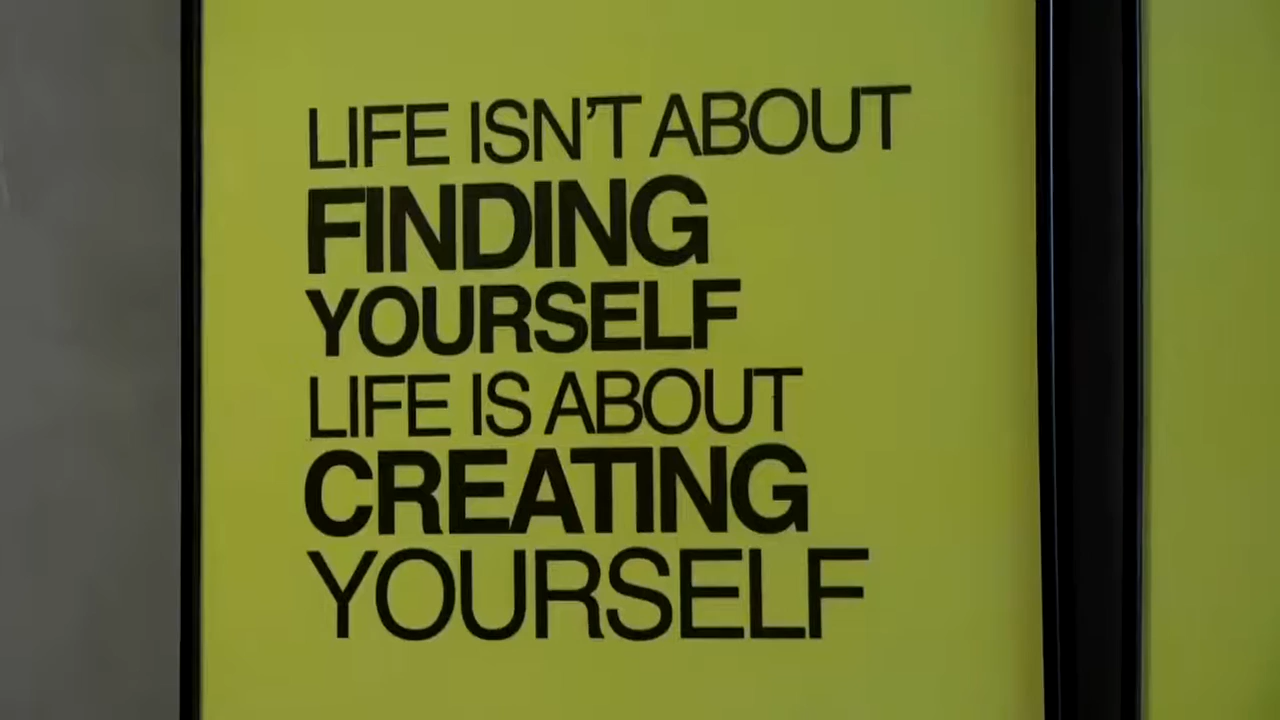 LIFE ISN'T ABOUT
FINDING
YOURSELF
LIFE IS ABOUT
CREATING
YOURSELF